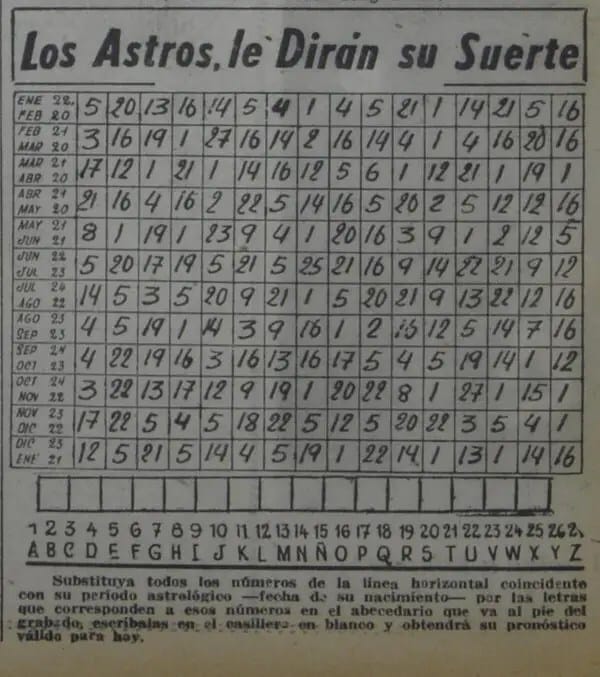 Los Astros, le Dirán su Suerte
ENE 22.
FEB 20
5 20 13 16 14 5 4 1 4 5 21 1 14 21 5 16
FEB 21
MAR 20
3 16 19 1 27 16 14 2 16 14 4 1 4 16 20 16
MAR 21
ABR 20
17 12 1 21 1 14 16 12 5 6 1 12 21 1 19 1
ABR 21
MAY 20
21 16 4 16 2 22 5 14 16 5 20 2 5 12 12 16
MAY 21
JUN 21
8 1 19 1 23 9 4 1 20 16 3 9 1 2 12 5
JUN 22
JUL 23
5 20 17 19 5 21 5 25 21 16 9 14 22 21 9 12
JUL 24
AGO 22
14 5 3 5 20 9 21 1 5 20 21 9 13 22 12 16
AGO 23
SEP 23
4 5 19 1 14 3 9 16 1 2 16 12 5 14 7 16
SEP 24
OCT 23
4 22 19 16 3 16 13 16 17 5 4 5 19 14 1 12
OCT 24
NOV 22
3 22 13 17 12 9 19 1 20 22 8 1 27 1 15 1
NOV 23
DIC 22
17 22 5 4 5 18 22 5 12 5 20 22 3 5 4 1
DIC 23
ENE 21
12 5 21 5 14 4 5 19 1 22 14 1 13 1 14 16
1 2 3 4 5 6 7 8 9 10 11 12 13 14 15 16 17 18 19 20 21 22 23 24 25 26
A B C D E F G H I J K L M N Ñ O P Q R S T U V W X Y Z
Substituya todos los números de la línea horizontal coincidente
con su período astrológico —fecha de su nacimiento— por las letras
que corresponden a esos números en el abecedario que va al pie del
grabado, escríbalas en el casillero en blanco y obtendrá su pronóstico
válido para hoy.